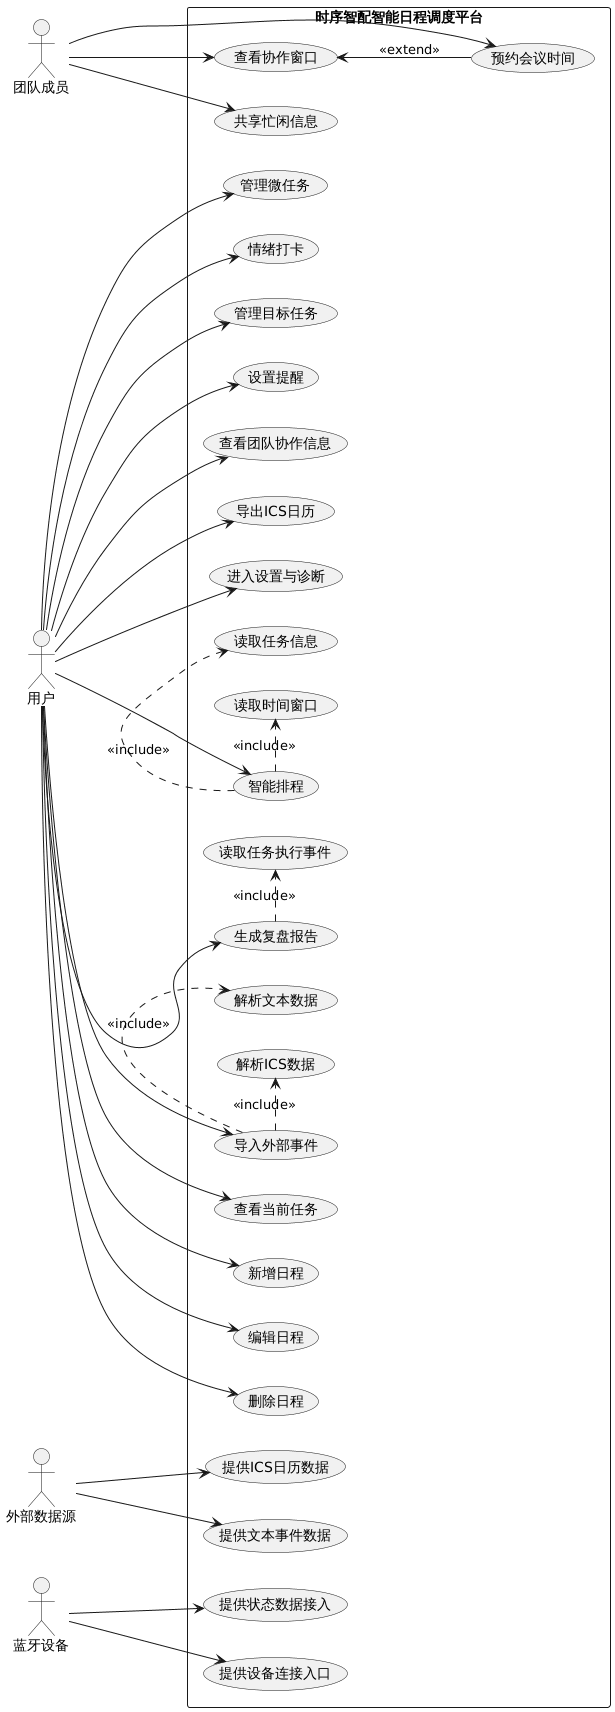 时序智配智能日程调度平台
团队成员
查看协作窗口
«extend»
预约会议时间
共享忙闲信息
管理微任务
情绪打卡
管理目标任务
设置提醒
查看团队协作信息
导出ICS日历
进入设置与诊断
用户
读取任务信息
读取时间窗口
«include»
«include»
智能排程
读取任务执行事件
«include»
生成复盘报告
解析文本数据
«include»
解析ICS数据
«include»
导入外部事件
查看当前任务
新增日程
编辑日程
删除日程
外部数据源
提供ICS日历数据
提供文本事件数据
蓝牙设备
提供状态数据接入
提供设备连接入口